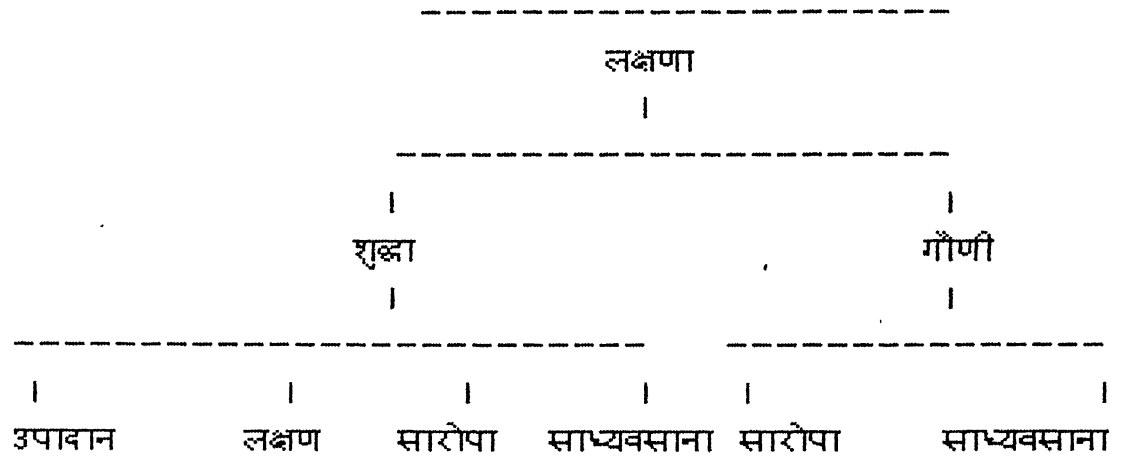 लक्षणा
शुद्धा गौणी
उपादान लक्षण सारोपा साध्यवसाना सारोपा साध्यवसाना